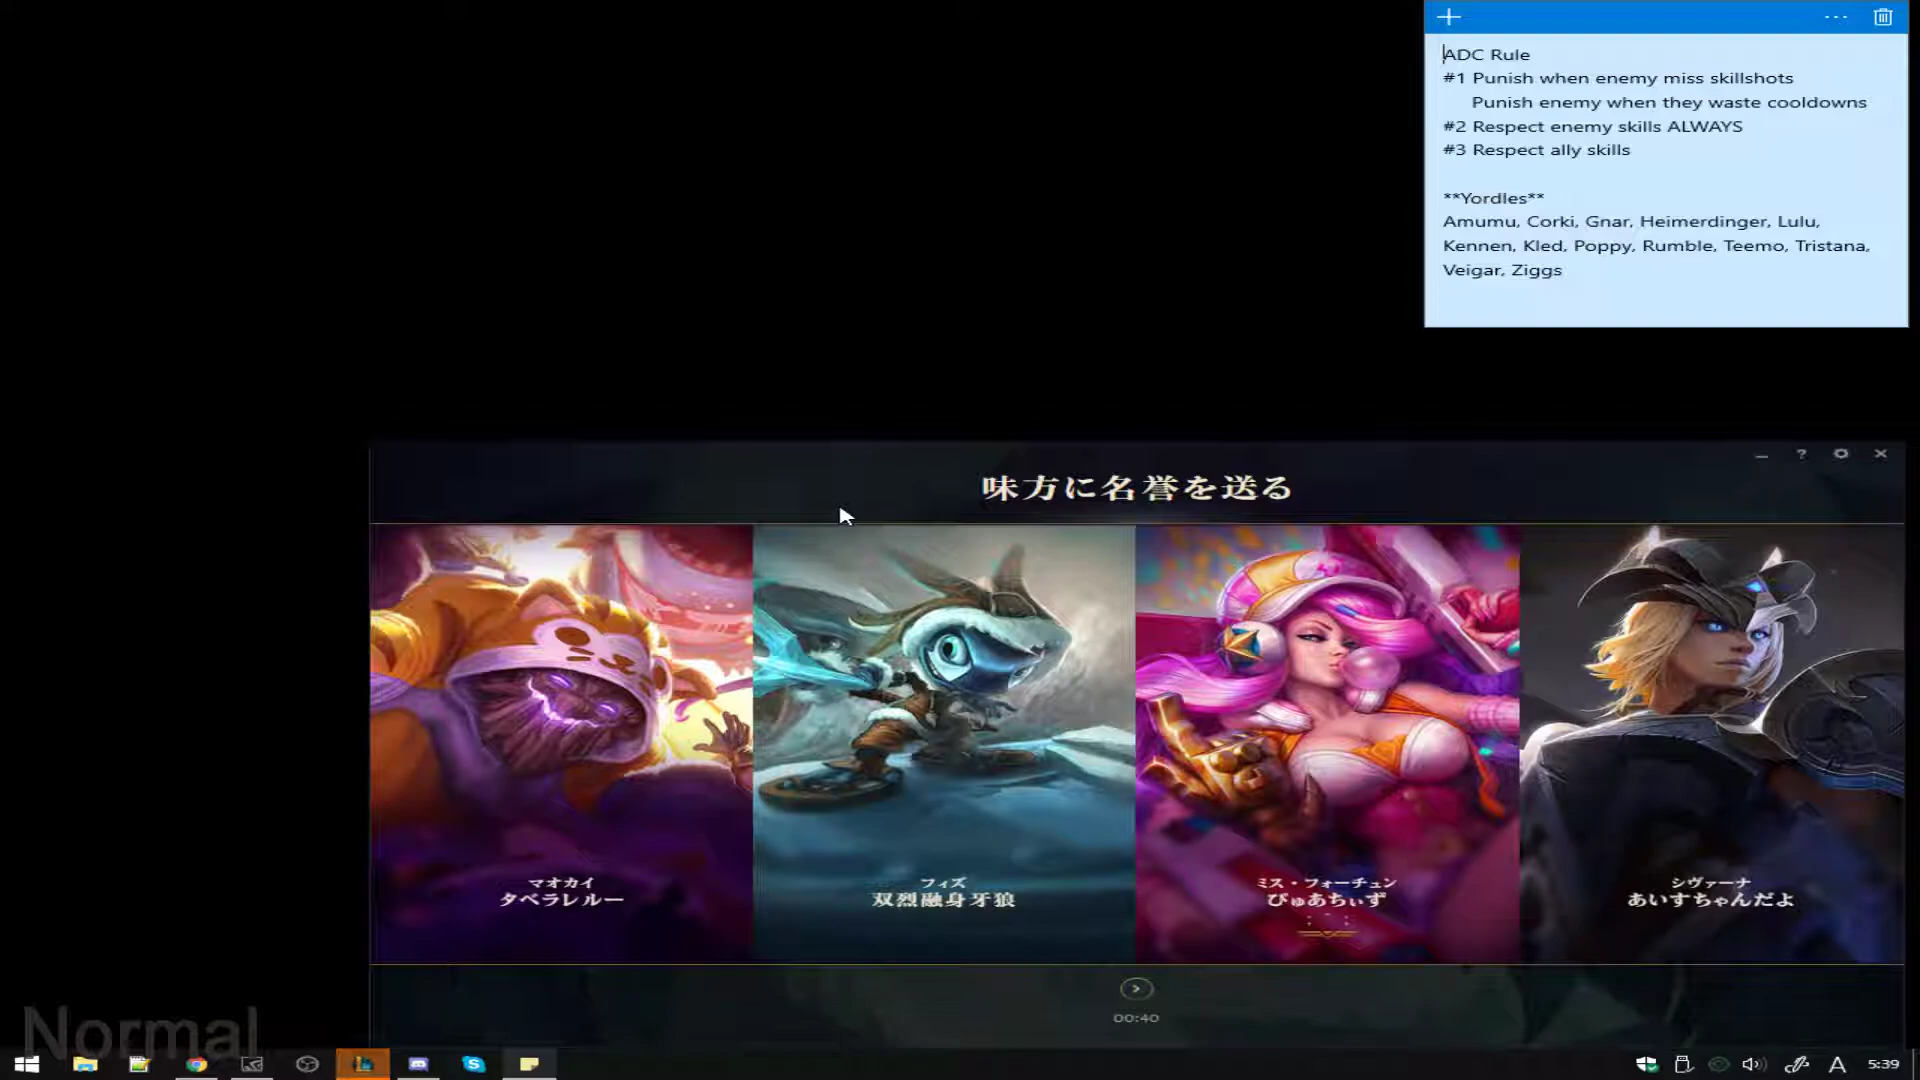 ADC Rule
#1 Punish when enemy miss skillshots
Punish enemy when they waste cooldowns
#2 Respect enemy skills ALWAYS
#3 Respect ally skills
**Yordles**
Amumu, Corki, Gnar, Heimerdinger, Lulu,
Kennen, Kled, Poppy, Rumble, Teemo, Tristana,
Veigar, Ziggs
味方に名誉を送る
マオカイ
タベラレルー
フィズ
双烈融身牙狼
ミス・フォーチュン
ぴゅあちぃず
シヴァーナ
あいすちゃんだよ
00:40
Normal
A
5:39